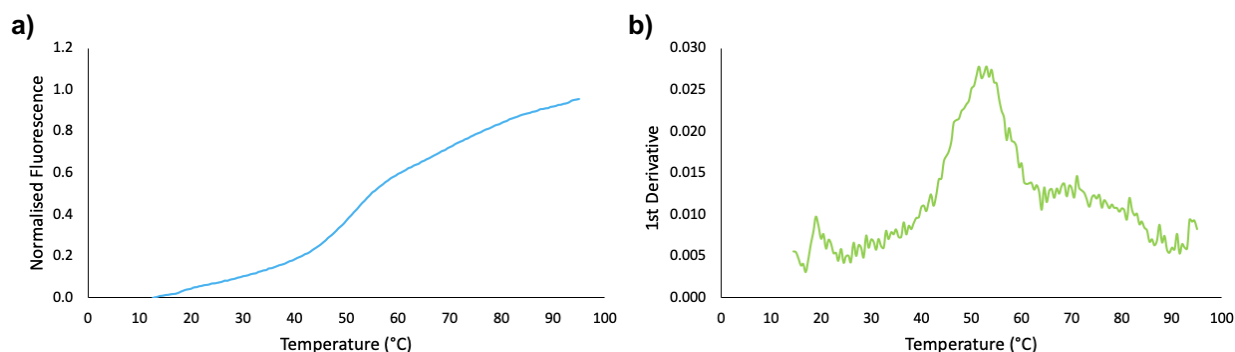 a)
1.2
1.0
0.8
0.6
0.4
0.2
0.0
Normalised Fluorescence
0 10 20 30 40 50 60 70 80 90 100
Temperature (°C)
b)
0.030
0.025
0.020
0.015
0.010
0.005
0.000
1st Derivative
0 10 20 30 40 50 60 70 80 90 100
Temperature (°C)